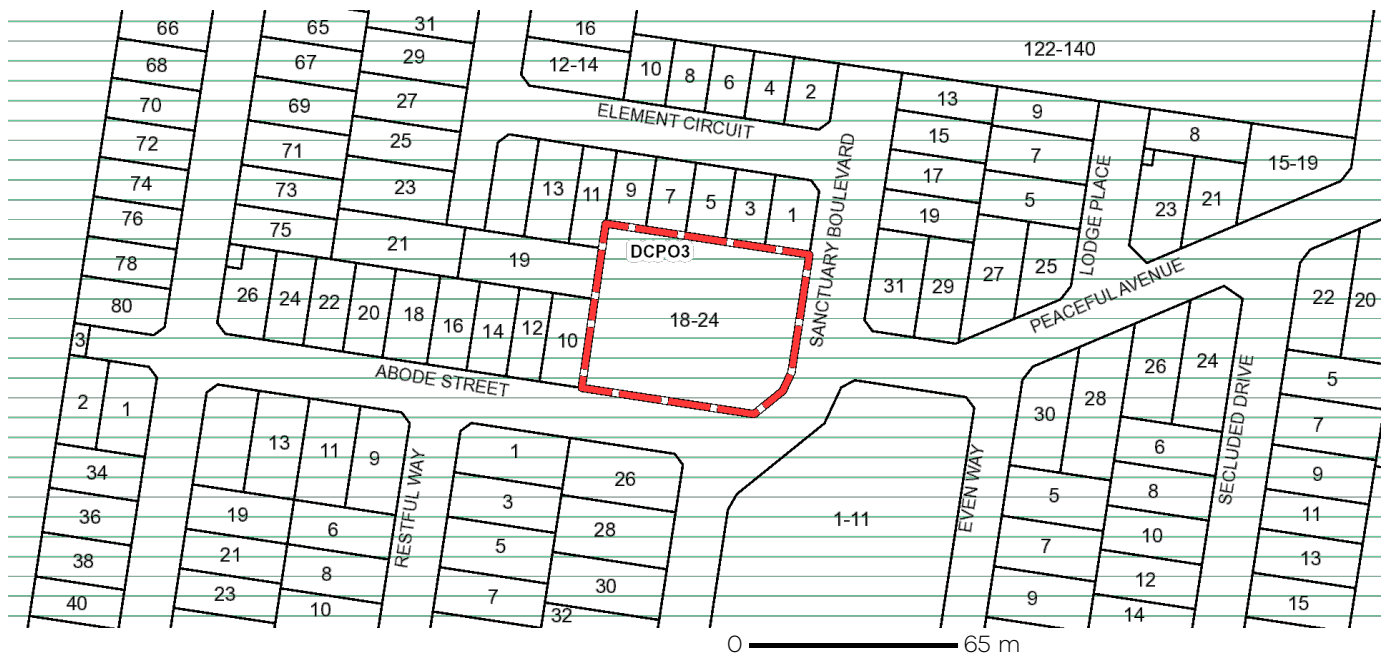 66 65 31 16 122-140
68 67 29 12-14 10 8 6 4 2
70 69 27 ELEMENT CIRCUIT 13 9
72 71 25 SANCTUARY BOULEVARD 15 7 LODGE PLACE 8 15-19
74 73 23 13 11 9 7 5 3 1 17 5 23 21
76 75 21 19 DCPO3 19
78 26 24 22 20 18 16 14 12 10 18-24 31 29 27 25 PEACEFUL AVENUE 22 20
80
3 ABODE STREET 26 24 SECLUDED DRIVE 5
2 1 13 11 9 RESTFUL WAY 1 26 30 28 6 7
34 19 6 3 28 1-11 EVEN WAY 5 8 9
36 21 8 5 7 10 11
38 23 10 7 30 9 12 13
40 32 14 15
0 65 m